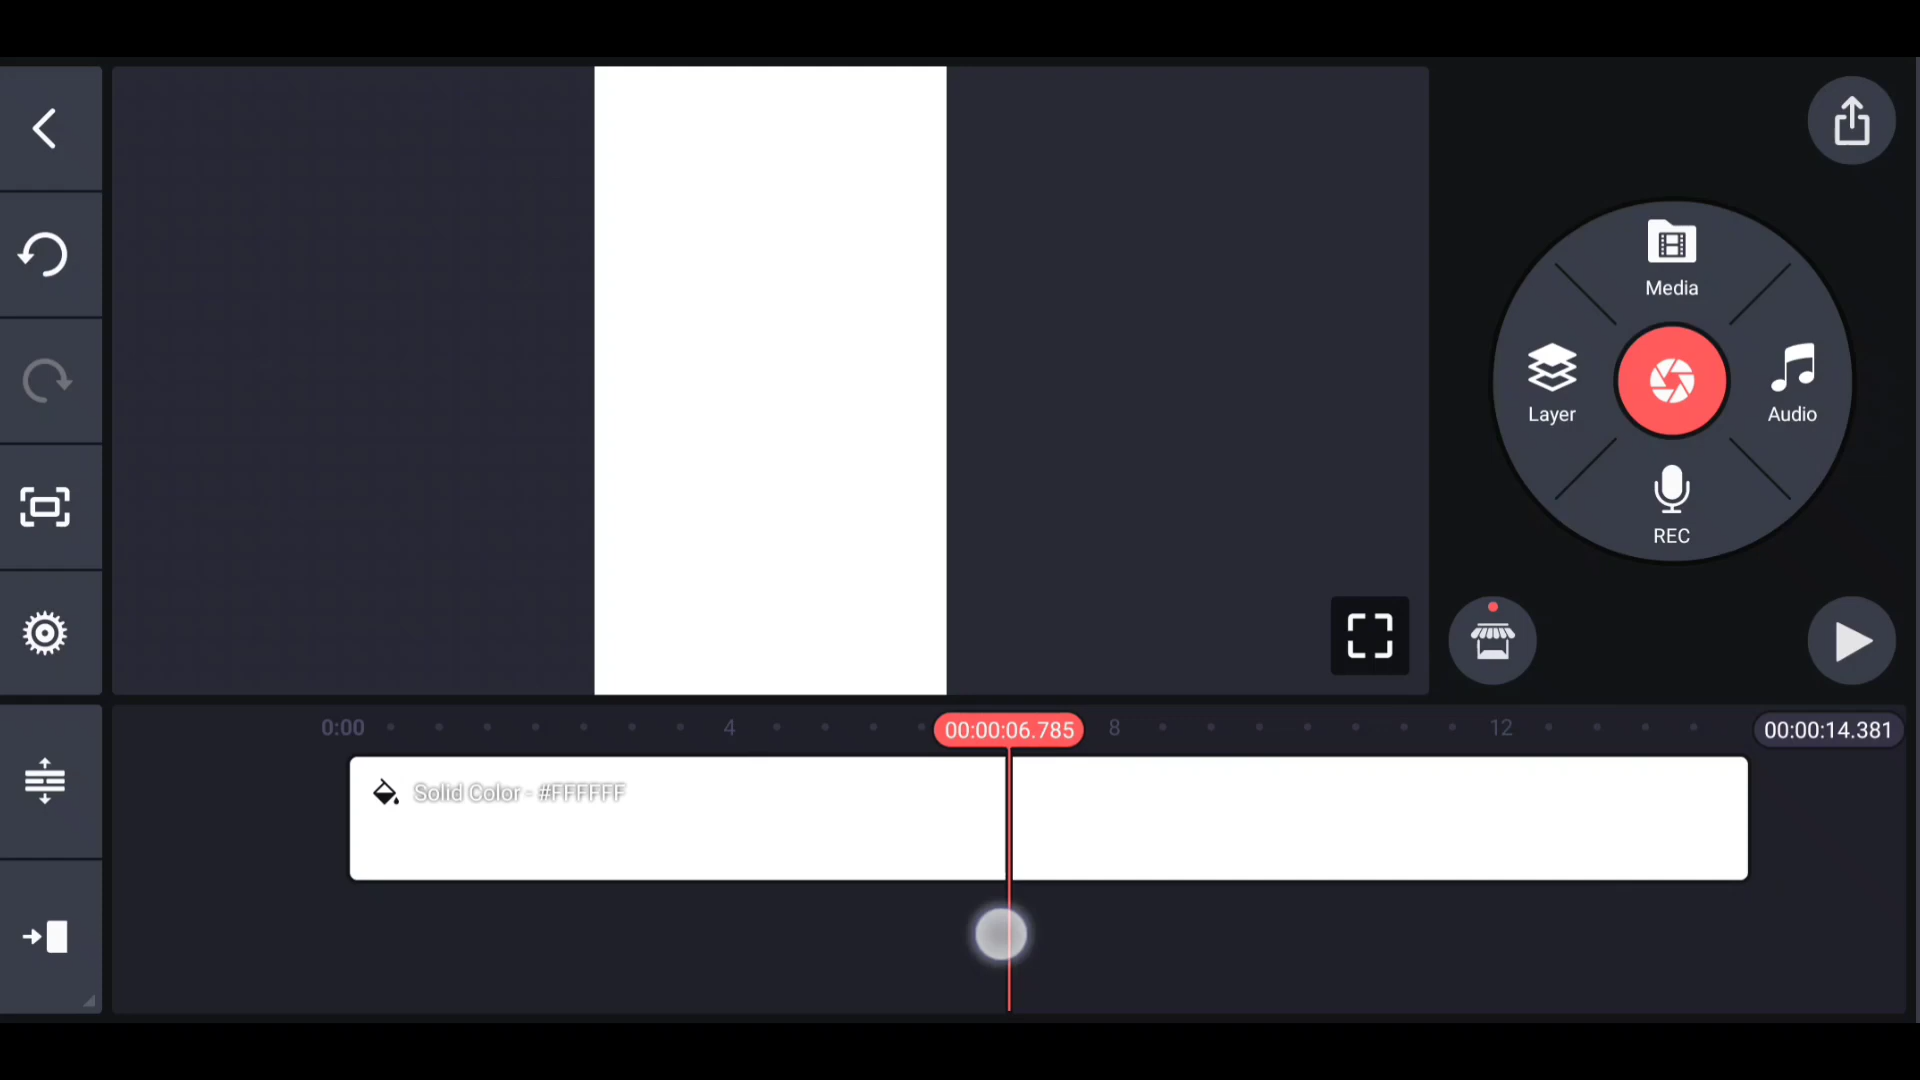 Media
Layer
Audio
REC
0:00
4
00:00:06.785
8
12
00:00:14.381
Solid Color - #FFFFFF